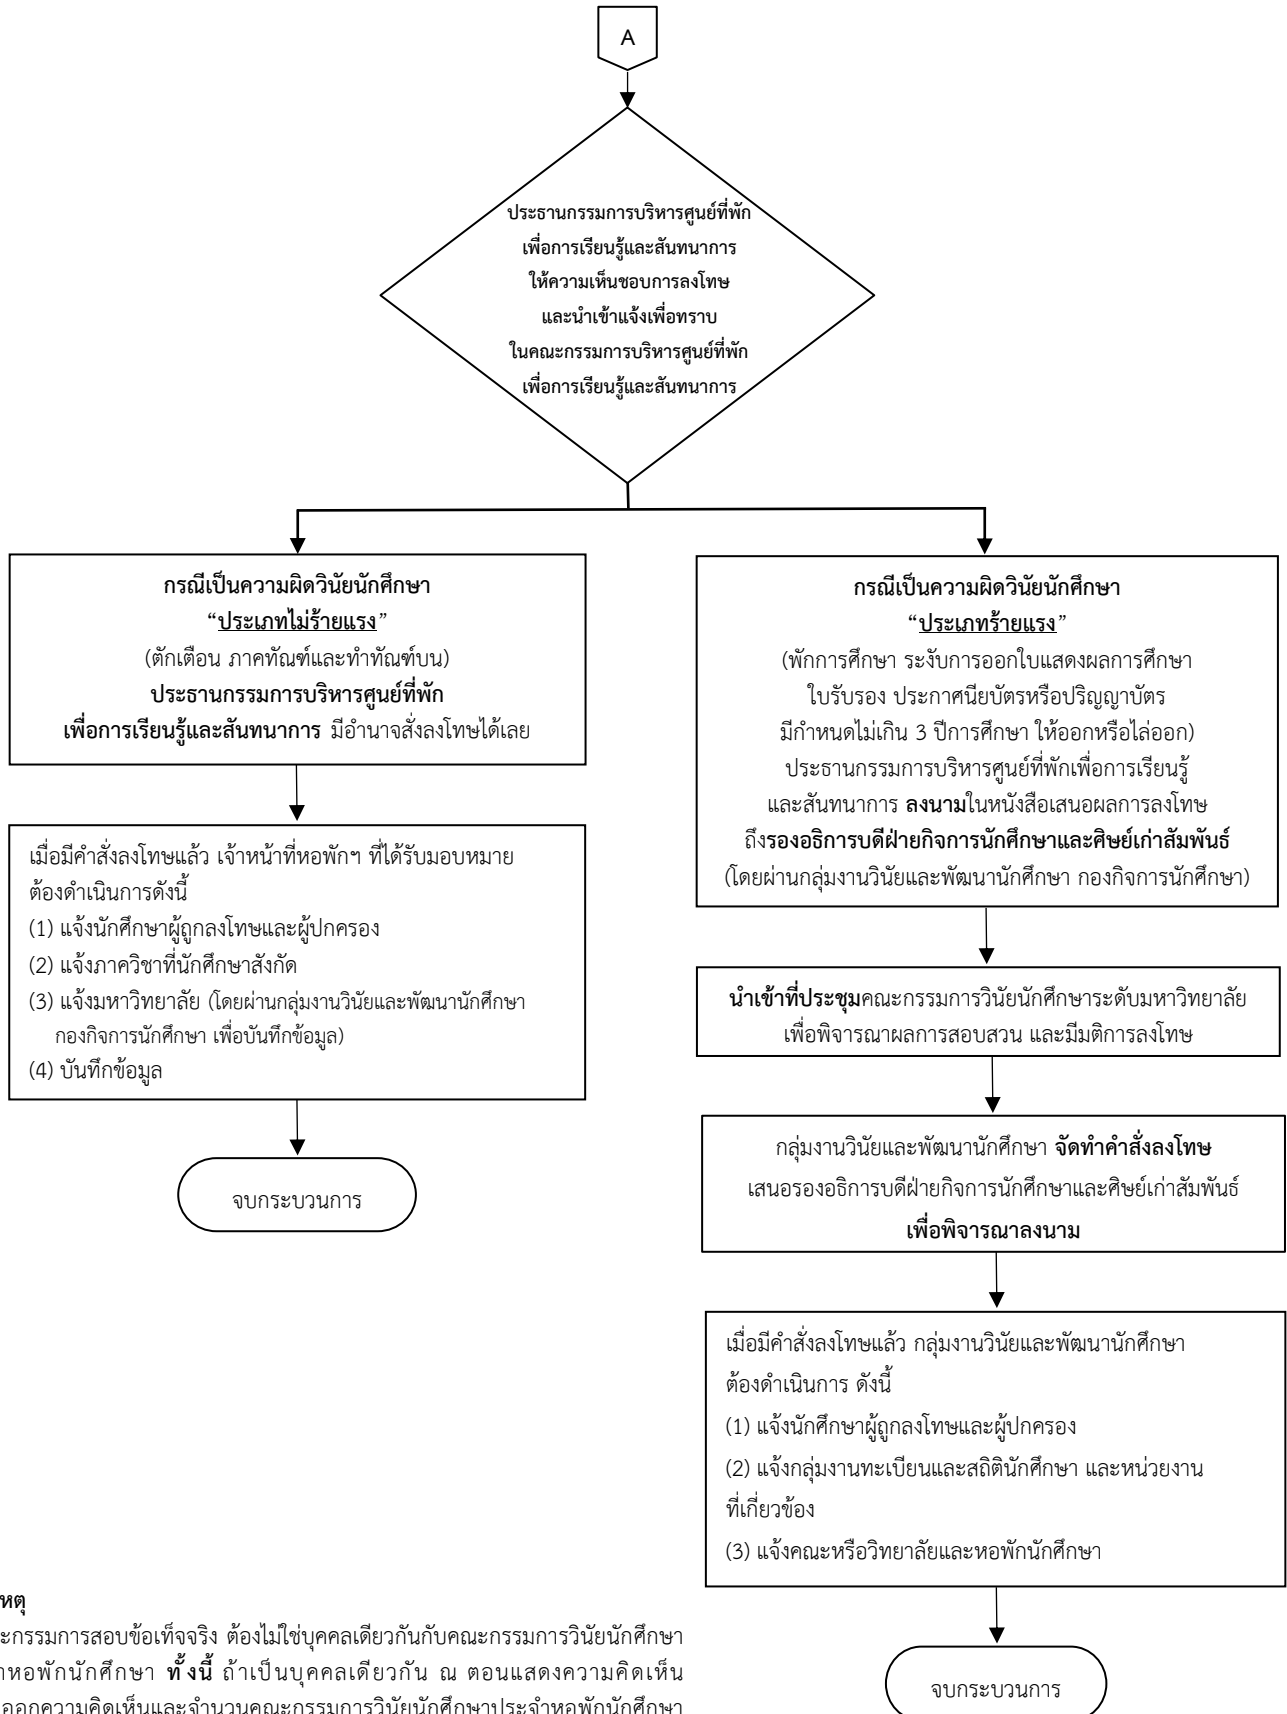 A
ประธานกรรมการบริหารศูนย์ที่พัก
เพื่อการเรียนรู้และสันทนาการ
ให้ความเห็นชอบการลงโทษ
และนำเข้าแจ้งเพื่อทราบ
ในคณะกรรมการบริหารศูนย์ที่พัก
เพื่อการเรียนรู้และสันทนาการ
กรณีเป็นความผิดวินัยนักศึกษา
“ประเภทไม่ร้ายแรง”
(ตักเตือน ภาคทัณฑ์และทำทัณฑ์บน)
ประธานกรรมการบริหารศูนย์ที่พัก
เพื่อการเรียนรู้และสันทนาการ มีอำนาจสั่งลงโทษได้เลย
เมื่อมีคำสั่งลงโทษแล้ว เจ้าหน้าที่หอพักฯ ที่ได้รับมอบหมาย
ต้องดำเนินการดังนี้
(1) แจ้งนักศึกษาผู้ถูกลงโทษและผู้ปกครอง
(2) แจ้งภาควิชาที่นักศึกษาสังกัด
(3) แจ้งมหาวิทยาลัย (โดยผ่านกลุ่มงานวินัยและพัฒนานักศึกษา
กองกิจการนักศึกษา เพื่อบันทึกข้อมูล)
(4) บันทึกข้อมูล
จบกระบวนการ
กรณีเป็นความผิดวินัยนักศึกษา
“ประเภทร้ายแรง”
(พักการศึกษา ระงับการออกใบแสดงผลการศึกษา
ใบรับรอง ประกาศนียบัตรหรือปริญญาบัตร
มีกำหนดไม่เกิน 3 ปีการศึกษา ให้ออกหรือไล่ออก)
ประธานกรรมการบริหารศูนย์ที่พักเพื่อการเรียนรู้
และสันทนาการ ลงนามในหนังสือเสนอผลการลงโทษ
ถึงรองอธิการบดีฝ่ายกิจการนักศึกษาและศิษย์เก่าสัมพันธ์
(โดยผ่านกลุ่มงานวินัยและพัฒนานักศึกษา กองกิจการนักศึกษา)
นำเข้าที่ประชุมคณะกรรมการวินัยนักศึกษาระดับมหาวิทยาลัย
เพื่อพิจารณาผลการสอบสวน และมีมติการลงโทษ
กลุ่มงานวินัยและพัฒนานักศึกษา จัดทำคำสั่งลงโทษ
เสนอรองอธิการบดีฝ่ายกิจการนักศึกษาและศิษย์เก่าสัมพันธ์
เพื่อพิจารณาลงนาม
เมื่อมีคำสั่งลงโทษแล้ว กลุ่มงานวินัยและพัฒนานักศึกษา
ต้องดำเนินการ ดังนี้
(1) แจ้งนักศึกษาผู้ถูกลงโทษและผู้ปกครอง
(2) แจ้งกลุ่มงานทะเบียนและสถิตินักศึกษา และหน่วยงาน
ที่เกี่ยวข้อง
(3) แจ้งคณะหรือวิทยาลัยและหอพักนักศึกษา
จบกระบวนการ
หตุ
ะกรรมการสอบข้อเท็จจริง ต้องไม่ใช่บุคคลเดียวกันกับคณะกรรมการวินัยนักศึกษา
หอพักนักศึกษา ทั้งนี้ ถ้าเป็นบุคคลเดียวกัน ณ ตอนแสดงความคิดเห็น
ออกความคิดเห็นและจำนวนคณะกรรมการวินัยนักศึกษาประจำหอพักนักศึกษา